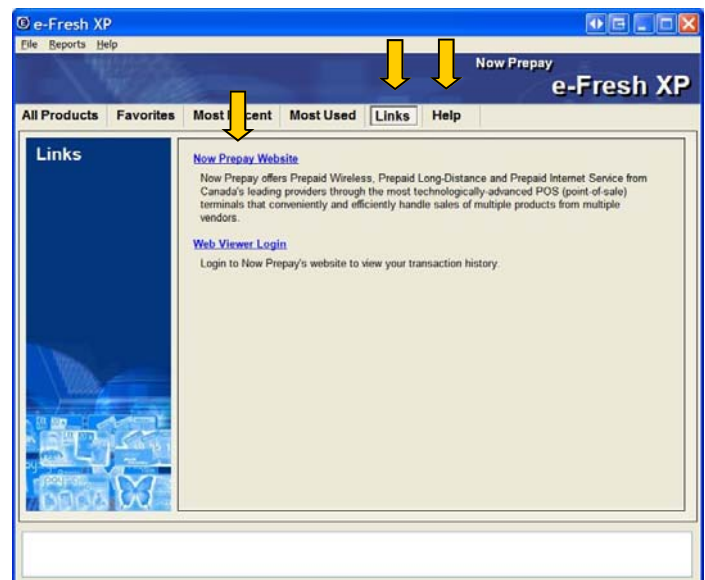 e-Fresh XP
File Reports Help
Now Prepay
e-Fresh XP
All Products Favorites Most Used Links Help
Links
Now Prepay Website
Now Prepay offers Prepaid Wireless, Prepaid Long-Distance and Prepaid Internet Service from
Canada's leading providers through the most technologically-advanced POS (point-of-sale)
terminals that conveniently and efficiently handle sales of multiple products from multiple
vendors.
Web Viewer Login
Login to Now Prepay's website to view your transaction history.